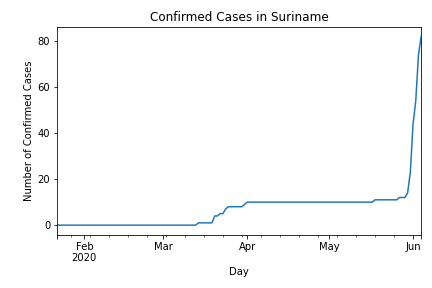 Confirmed Cases in Suriname
80
60
40
20
0
Number of Confirmed Cases
Feb Mar Apr May Jun
2020
Day